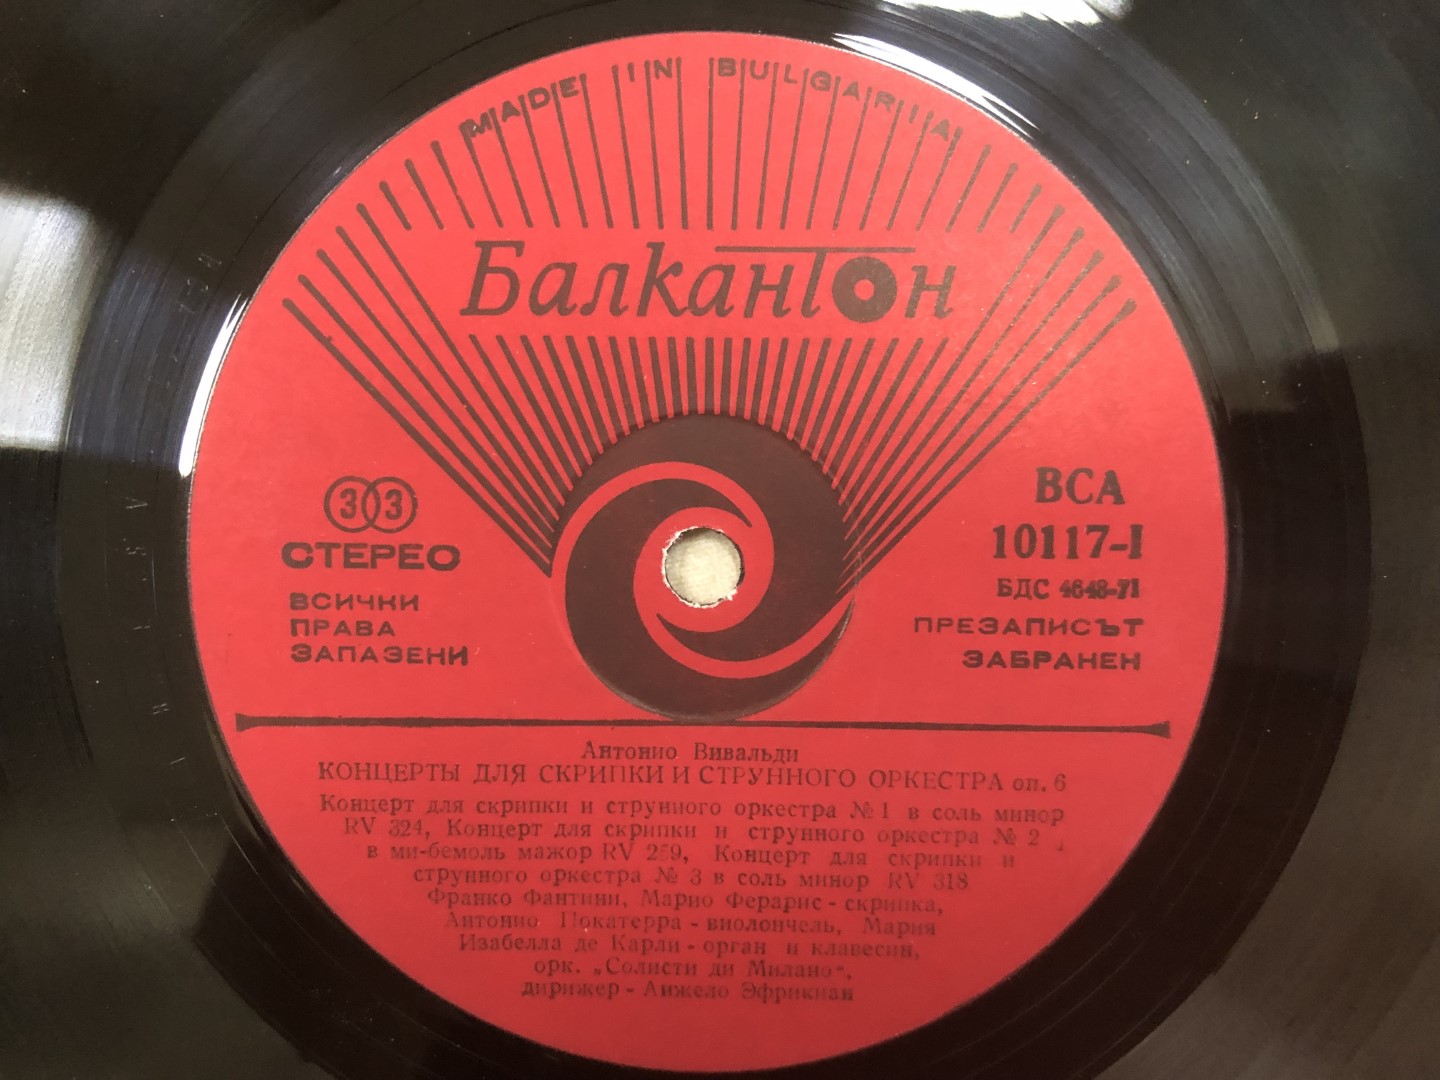 MADE IN BULGARIA
Балкантон
33
СТЕРЕО
ВСИЧКИ
ПРАВА
ЗАПАЗЕНИ
ВСА
10117-I
БДС 4648-71
ПРЕЗАПИСЪТ
ЗАБРАНЕН
Антонио Вивальди
КОНЦЕРТЫ ДЛЯ СКРИПКИ И СТРУННОГО ОРКЕСТРА оп. 6
Концерт для скрипки и струнного оркестра № 1 в соль минор
RV 324, Концерт для скрипки и струнного оркестра № 2
в ми-бемоль мажор RV 259, Концерт для скрипки и
струнного оркестра № 3 в соль минор RV 318
Франко Фантини, Марио Ферарис - скрипка,
Антонио Покатерра - виолончель, Мария
Изабелла де Карли - орган и клавесин,
орк. „Солисти ди Милано“,
дирижер - Анжело Эфрикиан